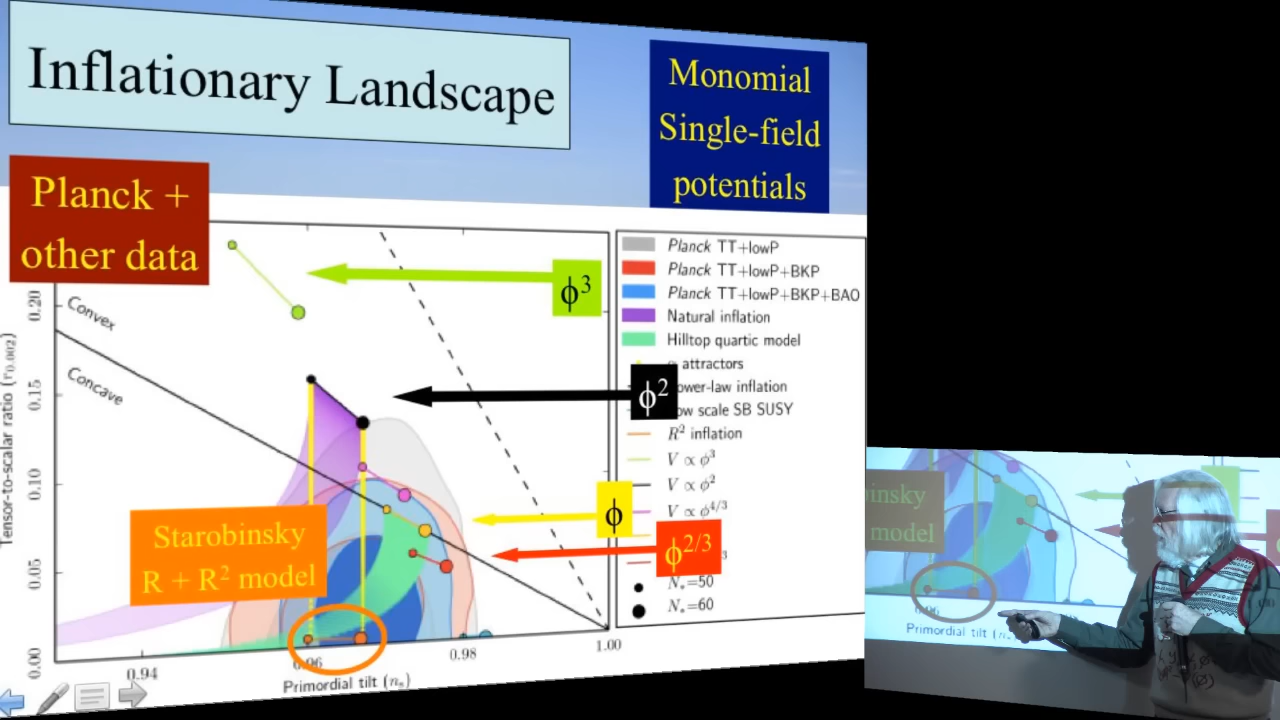 Inflationary Landscape
Monomial
Single-field
potentials
Planck +
other data
Convex
Concave
ϕ³
ϕ²
ϕ
ϕ²/³
Starobinsky
R + R² model
Tensor-to-scalar ratio (r₀.₀₀₂)
0.00
0.05
0.10
0.15
0.20
0.94
0.96
0.98
1.00
Primordial tilt (nₛ)
Planck TT+lowP
Planck TT+lowP+BKP
Planck TT+lowP+BKP+BAO
Natural inflation
Hilltop quartic model
attractors
ower-law inflation
ow scale SB SUSY
R² inflation
V ∝ ϕ³
V ∝ ϕ²
V ∝ ϕ⁴/³
N*=50
N*=60
insky
model
0.96
Primordial tilt (n